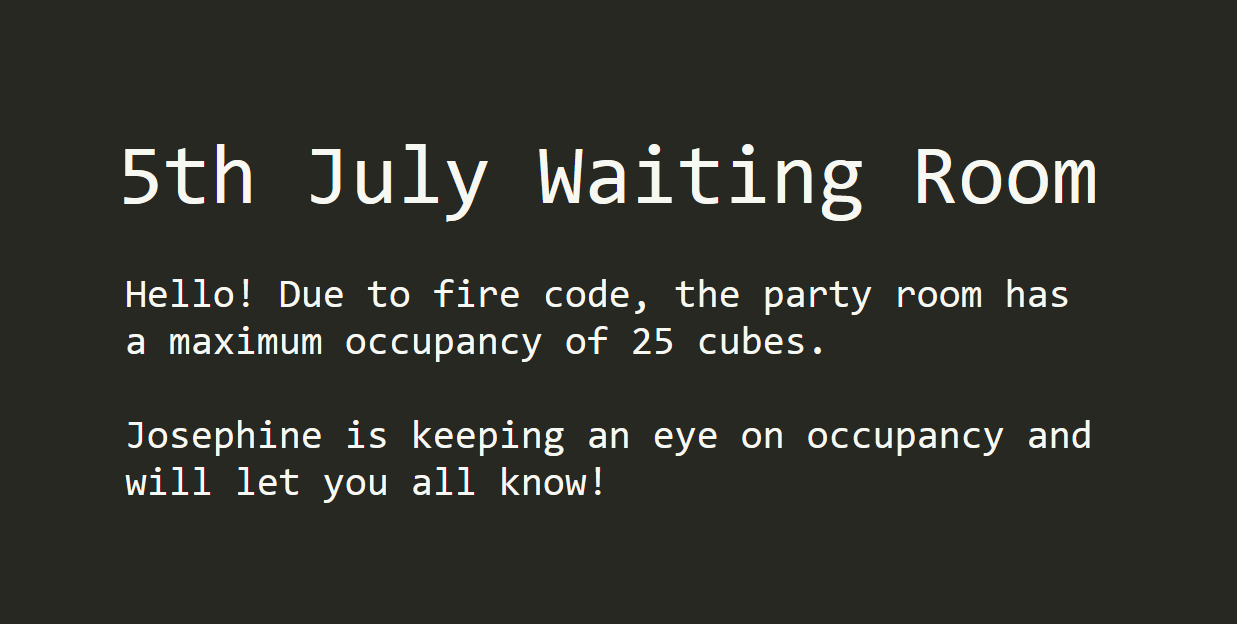 5th July Waiting Room
Hello! Due to fire code, the party room has
a maximum occupancy of 25 cubes.
Josephine is keeping an eye on occupancy and
will let you all know!